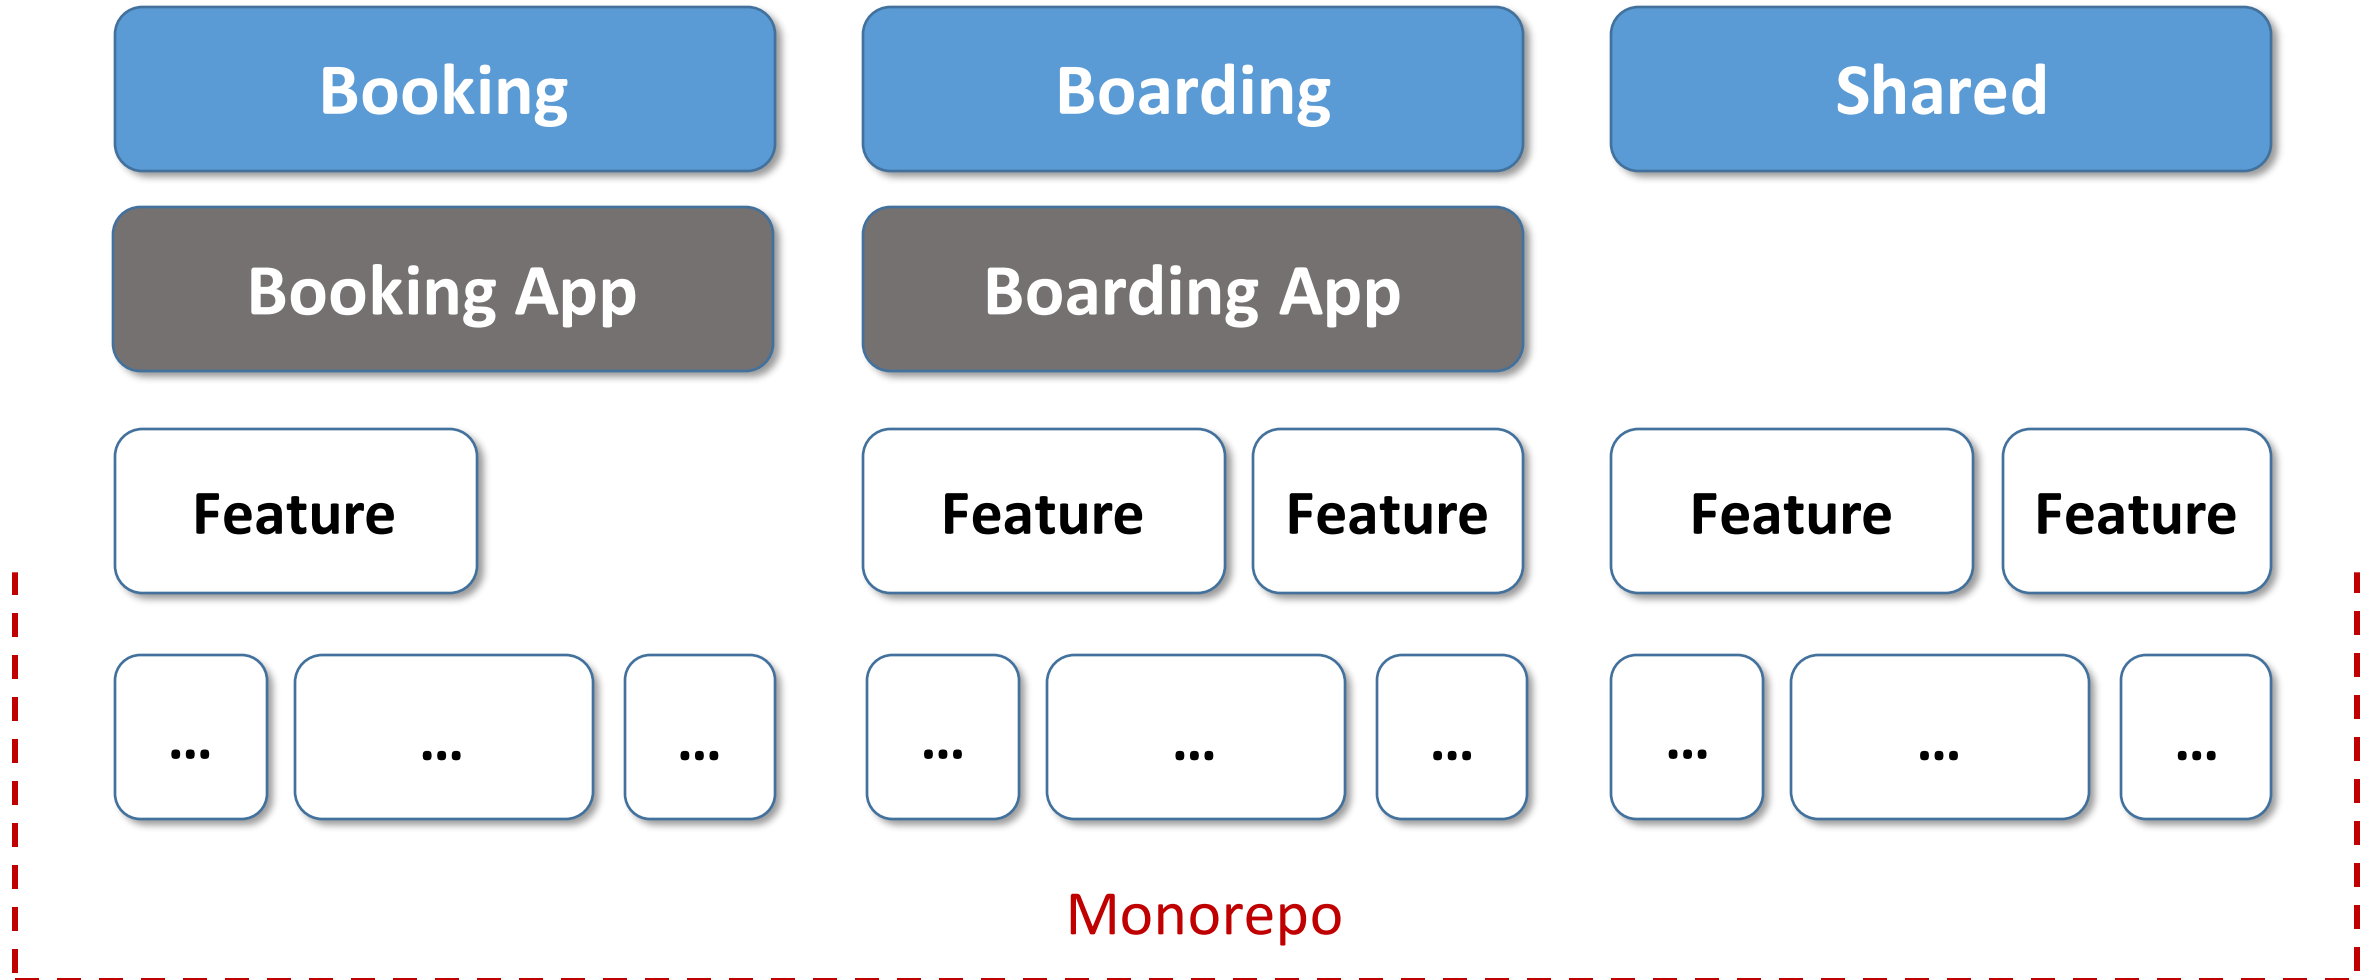 Booking
Boarding
Shared
Booking App
Boarding App
Feature
Feature
Feature
Feature
Feature
...
...
...
...
...
...
...
...
...
Monorepo